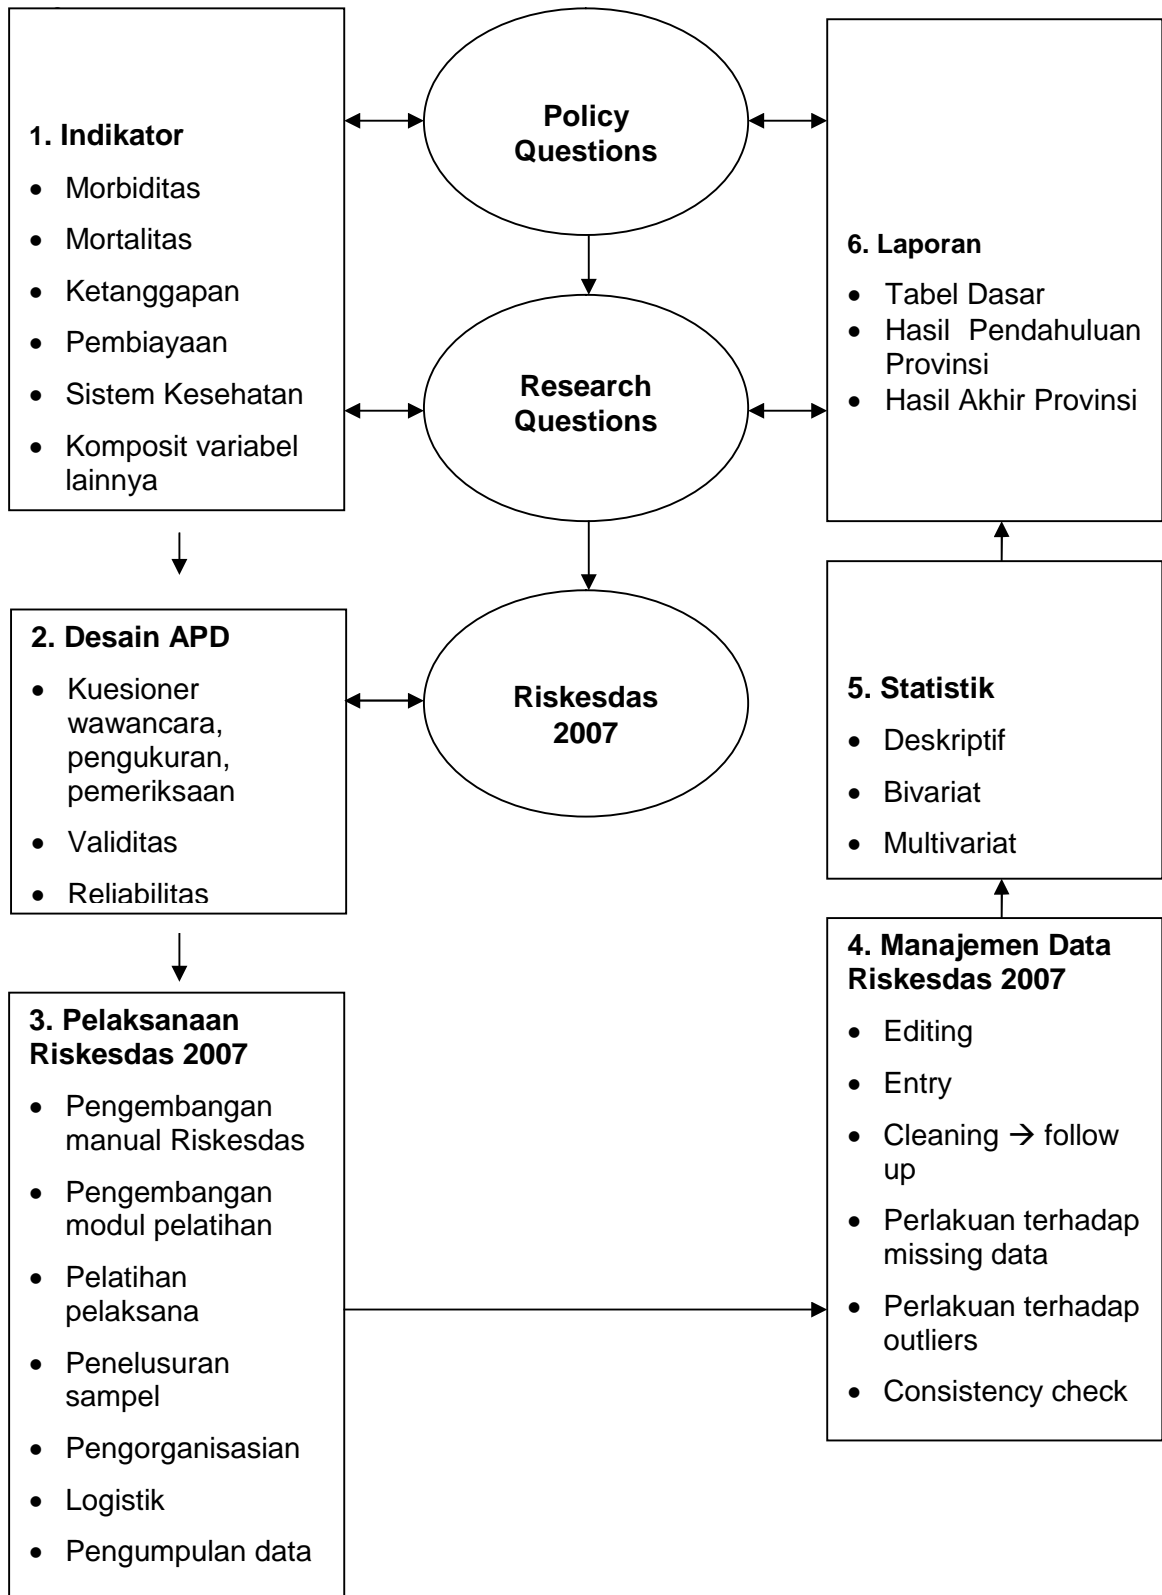 1. Indikator
• Morbiditas
• Mortalitas
• Ketanggapan
• Pembiayaan
• Sistem Kesehatan
• Komposit variabel
lainnya
Policy
Questions
Research
Questions
Riskesdas
2007
2. Desain APD
• Kuesioner
wawancara,
pengukuran,
pemeriksaan
• Validitas
• Reliabilitas
3. Pelaksanaan
Riskesdas 2007
• Pengembangan
manual Riskesdas
• Pengembangan
modul pelatihan
• Pelatihan
pelaksana
• Penelusuran
sampel
• Pengorganisasian
• Logistik
• Pengumpulan data
4. Manajemen Data
Riskesdas 2007
• Editing
• Entry
• Cleaning → follow
up
• Perlakuan terhadap
missing data
• Perlakuan terhadap
outliers
• Consistency check
5. Statistik
• Deskriptif
• Bivariat
• Multivariat
6. Laporan
• Tabel Dasar
• Hasil Pendahuluan
Provinsi
• Hasil Akhir Provinsi